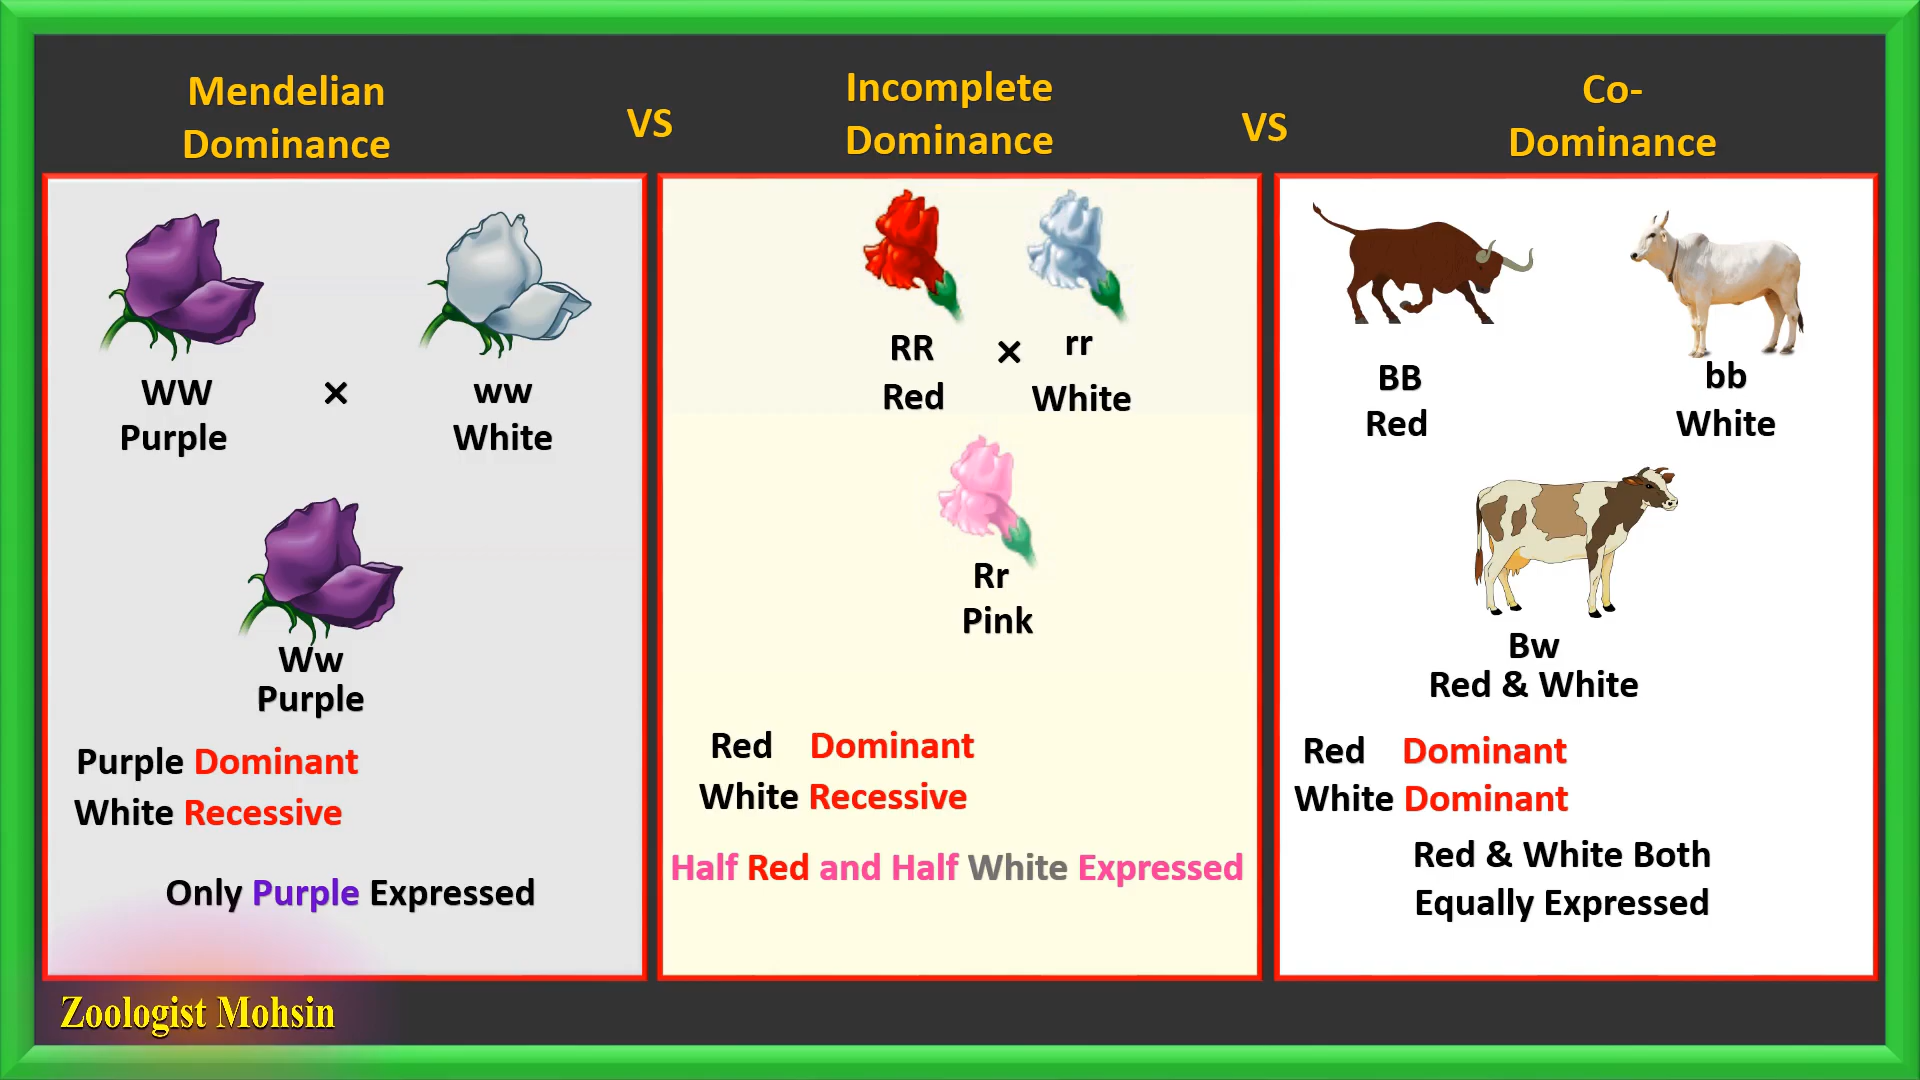 Mendelian
Dominance
VS
Incomplete
Dominance
VS
Co-
Dominance
WW
×
ww
Purple
White
Ww
Purple
Purple Dominant
White Recessive
Only Purple Expressed
RR
×
rr
Red
White
Rr
Pink
Red Dominant
White Recessive
Half Red and Half White Expressed
BB
bb
Red
White
Bw
Red & White
Red Dominant
White Dominant
Red & White Both
Equally Expressed
Zoologist Mohsin